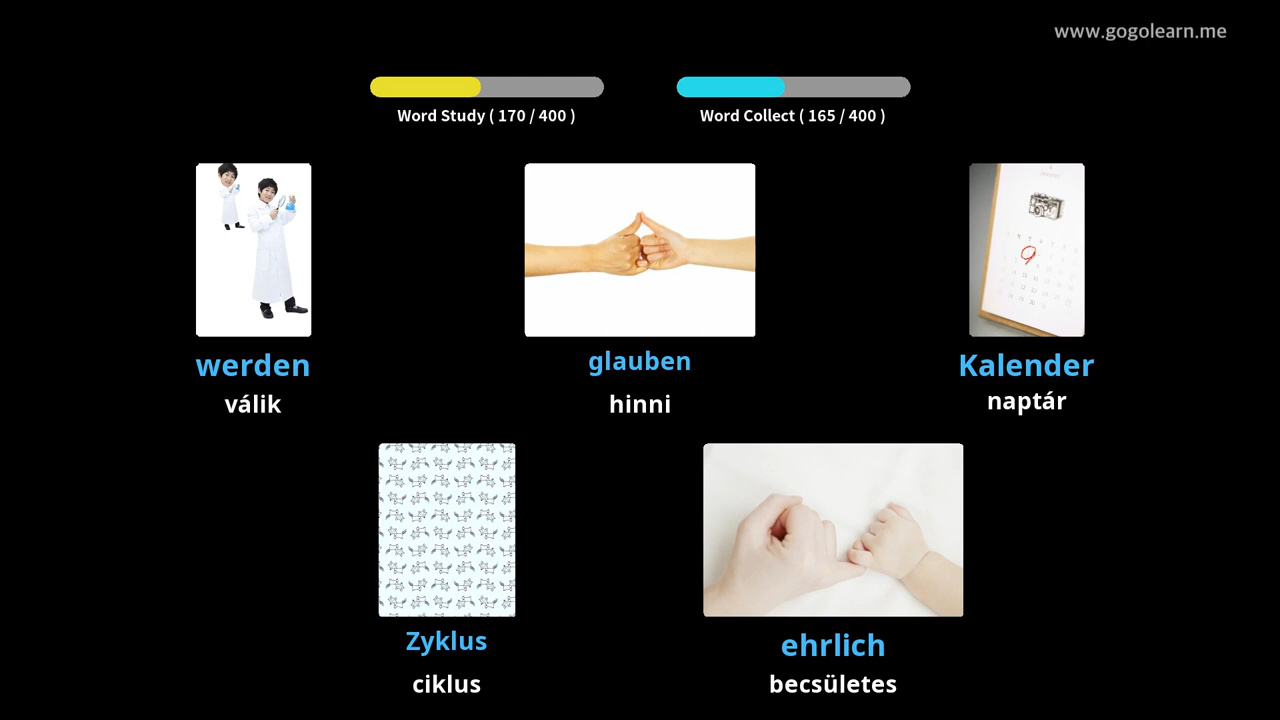 www.gogolearn.me
Word Study ( 170 / 400 )
Word Collect ( 165 / 400 )
werden
válik
glauben
hinni
Kalender
naptár
Zyklus
ciklus
ehrlich
becsületes